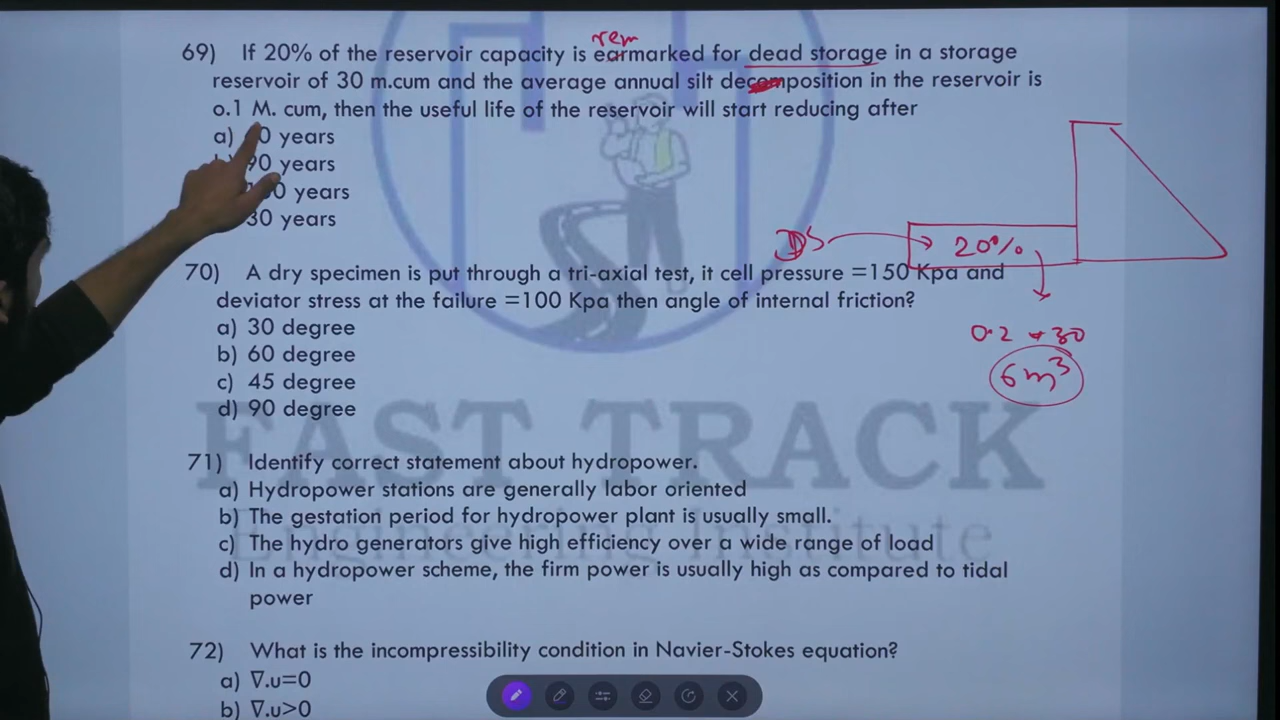 rem
69) If 20% of the reservoir capacity is earmarked for dead storage in a storage
reservoir of 30 m.cum and the average annual silt decomposition in the reservoir is
o.1 M. cum, then the useful life of the reservoir will start reducing after
a) 0 years
90 years
0 years
30 years
DS 20%
0.2 * 30
6m³
70) A dry specimen is put through a tri-axial test, it cell pressure =150 Kpa and
deviator stress at the failure =100 Kpa then angle of internal friction?
a) 30 degree
b) 60 degree
c) 45 degree
d) 90 degree
FAST TRACK
Engineering Institute
71) Identify correct statement about hydropower.
a) Hydropower stations are generally labor oriented
b) The gestation period for hydropower plant is usually small.
c) The hydro generators give high efficiency over a wide range of load
d) In a hydropower scheme, the firm power is usually high as compared to tidal
power
72) What is the incompressibility condition in Navier-Stokes equation?
a) ∇.u=0
b) ∇.u>0